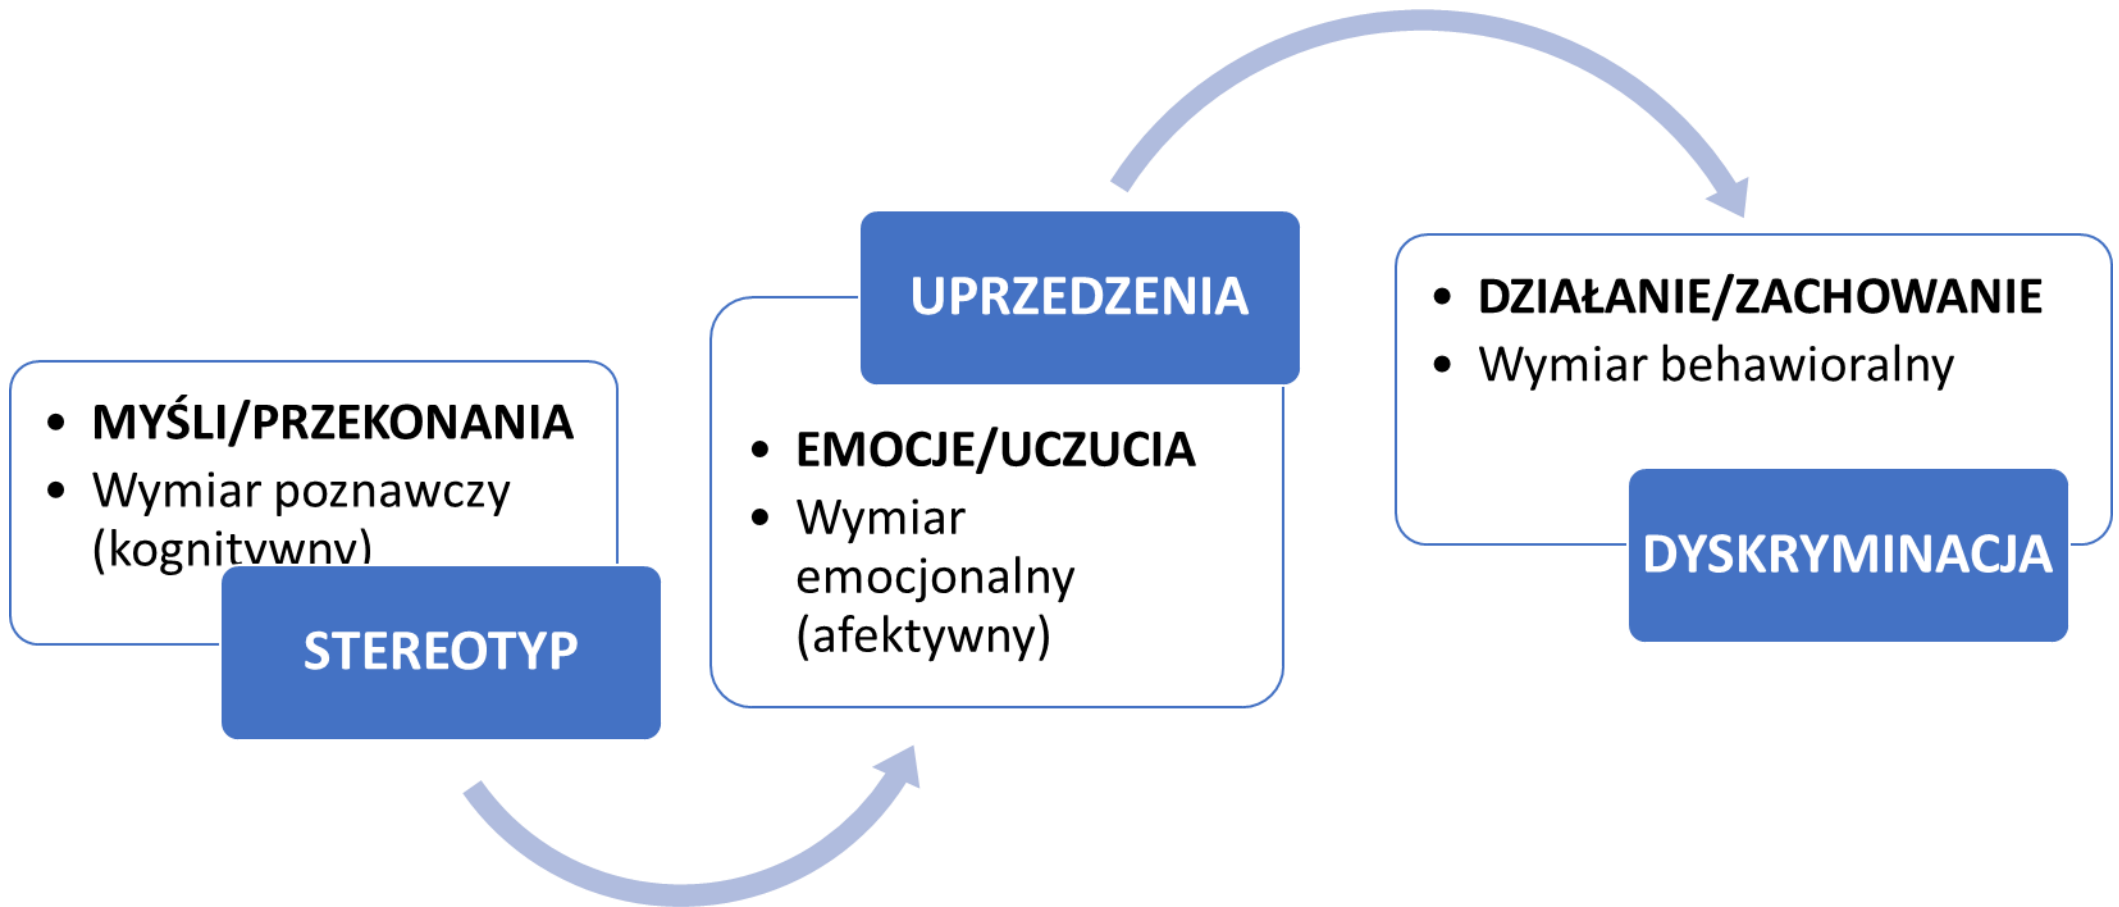 MYŚLI/PRZEKONANIA
Wymiar poznawczy
(kognitywny)
STEREOTYP
UPRZEDZENIA
EMOCJE/UCZUCIA
Wymiar
emocjonalny
(afektywny)
DZIAŁANIE/ZACHOWANIE
Wymiar behawioralny
DYSKRYMINACJA